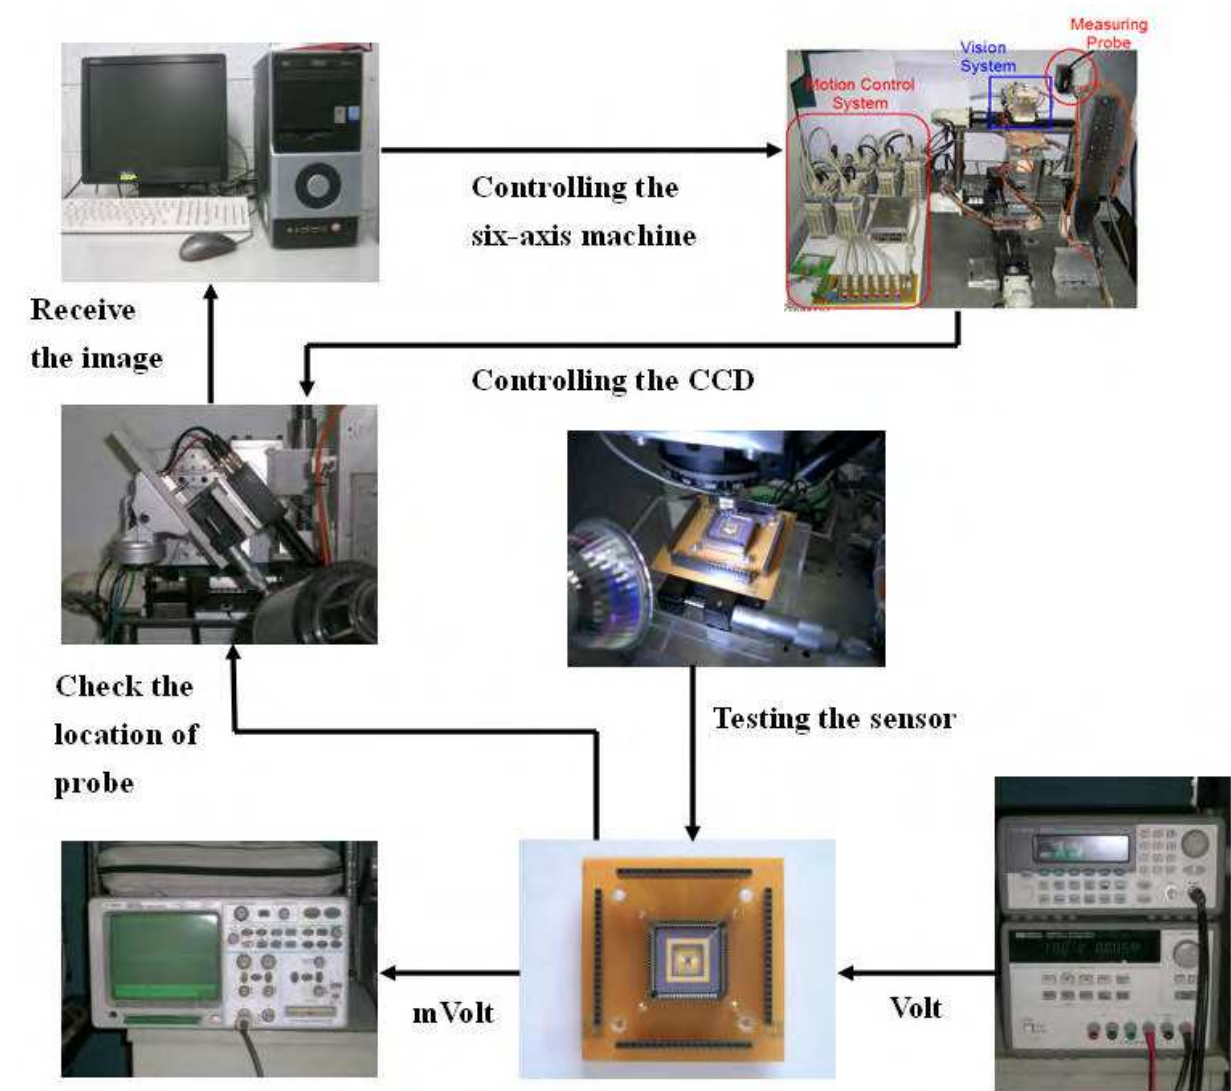 Measuring
Probe
Vision
System
Motion Control
System
Controlling the
six-axis machine
Receive
the image
Controlling the CCD
Check the
location of
probe
Testing the sensor
mVolt
Volt